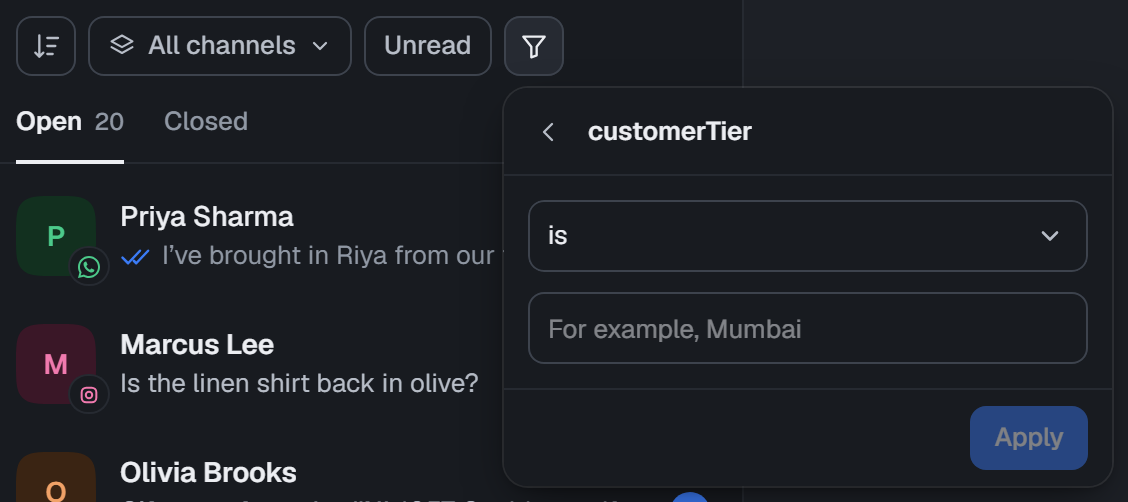 All channels
Unread
Open 20
Closed
customerTier
is
For example, Mumbai
Apply
P
Priya Sharma
I’ve brought in Riya from our
M
Marcus Lee
Is the linen shirt back in olive?
O
Olivia Brooks